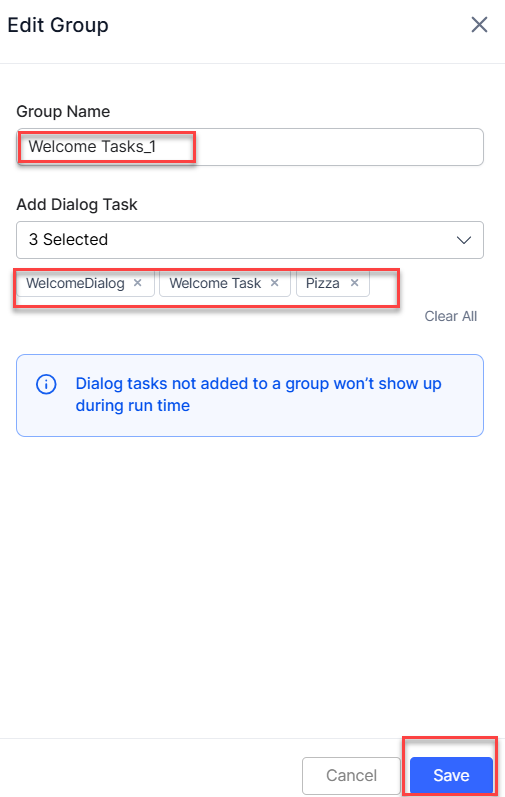 Edit Group
Group Name
Welcome Tasks_1
Add Dialog Task
3 Selected
WelcomeDialog × Welcome Task × Pizza ×
Clear All
Dialog tasks not added to a group won’t show up
during run time
Cancel Save